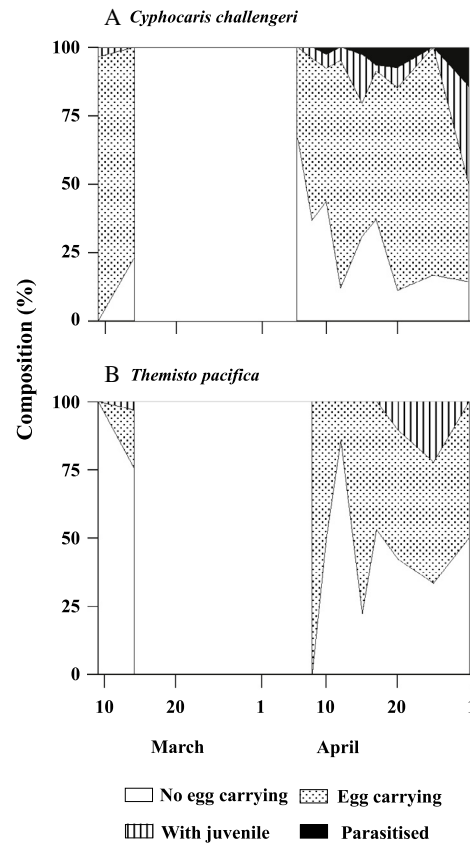 A Cyphocaris challengeri
100
75
50
25
0
Composition (%)
B Themisto pacifica
100
75
50
25
0
10 20 1 10 20 1
March April
No egg carrying Egg carrying
With juvenile Parasitised